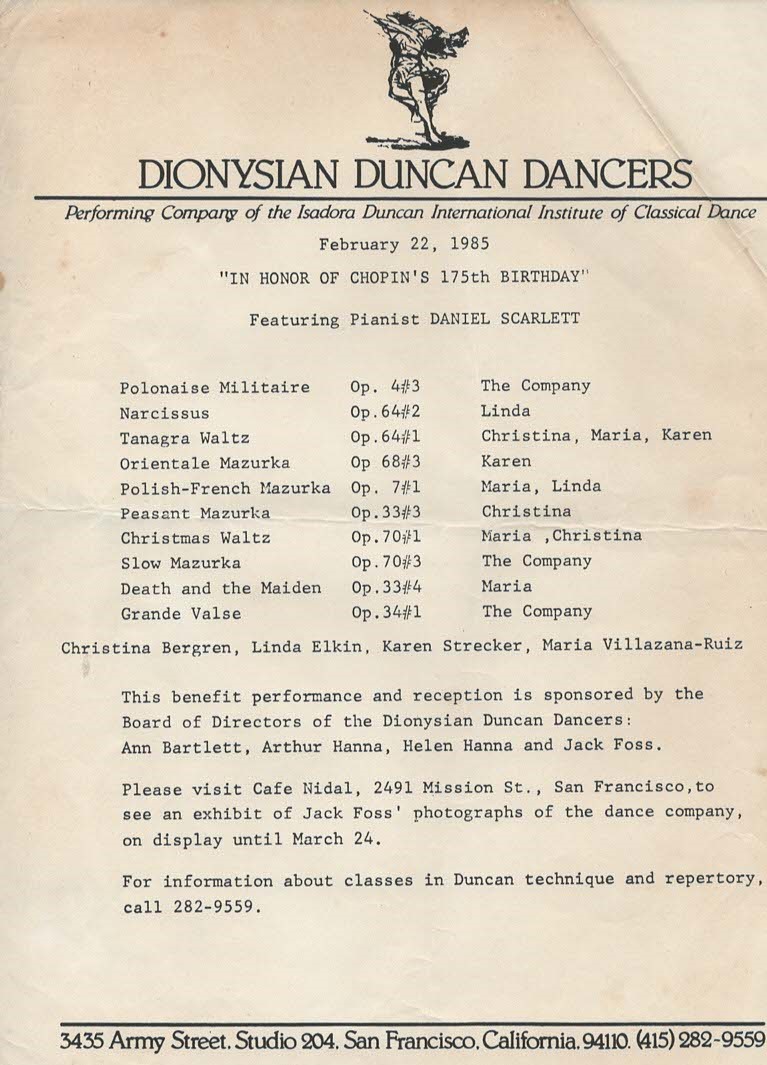 DIONYSIAN DUNCAN DANCERS
Performing Company of the Isadora Duncan International Institute of Classical Dance
February 22, 1985
"IN HONOR OF CHOPIN'S 175th BIRTHDAY"
Featuring Pianist DANIEL SCARLETT
Polonaise Militaire Op. 4#3 The Company
Narcissus Op.64#2 Linda
Tanagra Waltz Op.64#1 Christina, Maria, Karen
Orientale Mazurka Op 68#3 Karen
Polish-French Mazurka Op. 7#1 Maria, Linda
Peasant Mazurka Op.33#3 Christina
Christmas Waltz Op.70#1 Maria ,Christina
Slow Mazurka Op.70#3 The Company
Death and the Maiden Op.33#4 Maria
Grande Valse Op.34#1 The Company
Christina Bergren, Linda Elkin, Karen Strecker, Maria Villazana-Ruiz
This benefit performance and reception is sponsored by the
Board of Directors of the Dionysian Duncan Dancers:
Ann Bartlett, Arthur Hanna, Helen Hanna and Jack Foss.
Please visit Cafe Nidal, 2491 Mission St., San Francisco,to
see an exhibit of Jack Foss' photographs of the dance company,
on display until March 24.
For information about classes in Duncan technique and repertory,
call 282-9559.
3435 Army Street. Studio 204. San Francisco. California. 94110. (415) 282-9559